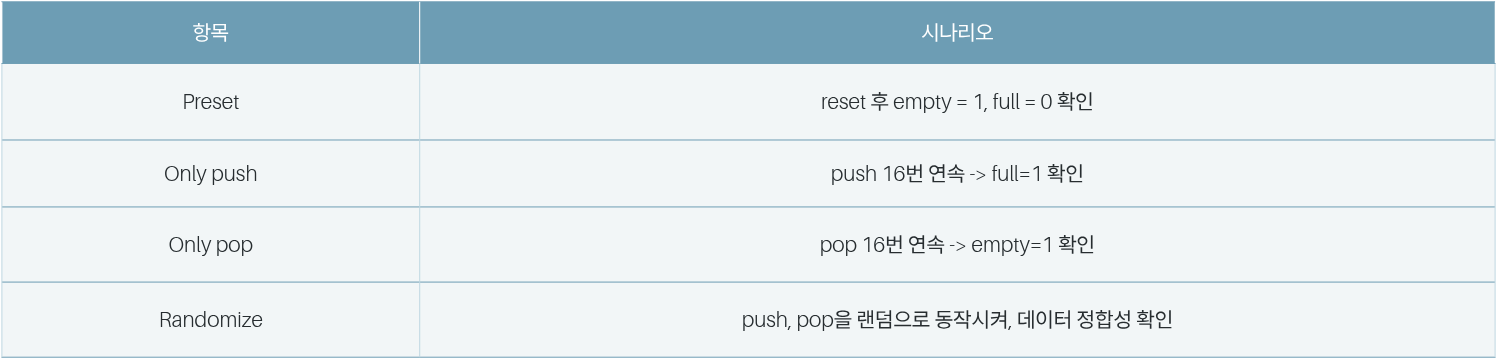 항목
시나리오
Preset
reset 후 empty = 1, full = 0 확인
Only push
push 16번 연속 -> full=1 확인
Only pop
pop 16번 연속 -> empty=1 확인
Randomize
push, pop을 랜덤으로 동작시켜, 데이터 정합성 확인